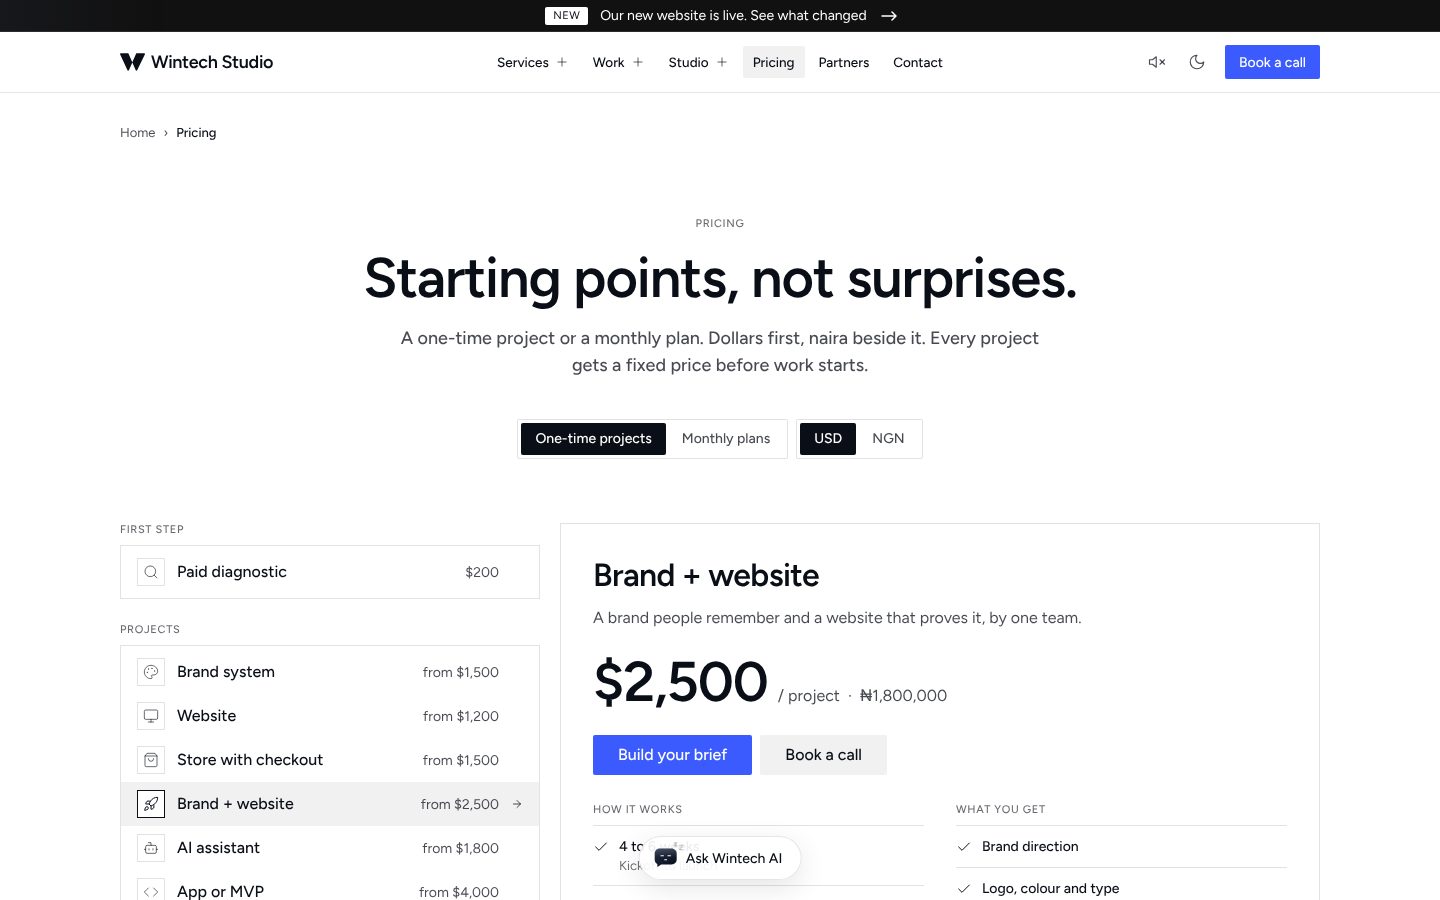 NEW Our new website is live. See what changed
Wintech Studio
Services
Work
Studio
Pricing
Partners
Contact
Book a call
Home › Pricing
PRICING
Starting points, not surprises.
A one-time project or a monthly plan. Dollars first, naira beside it. Every project
gets a fixed price before work starts.
One-time projects
Monthly plans
USD
NGN
FIRST STEP
Paid diagnostic $200
PROJECTS
Brand system from $1,500
Website from $1,200
Store with checkout from $1,500
Brand + website from $2,500
AI assistant from $1,800
App or MVP from $4,000
Brand + website
A brand people remember and a website that proves it, by one team.
$2,500 / project · ₦1,800,000
Build your brief
Book a call
HOW IT WORKS
4 to
WHAT YOU GET
Brand direction
Logo, colour and type
Ask Wintech AI